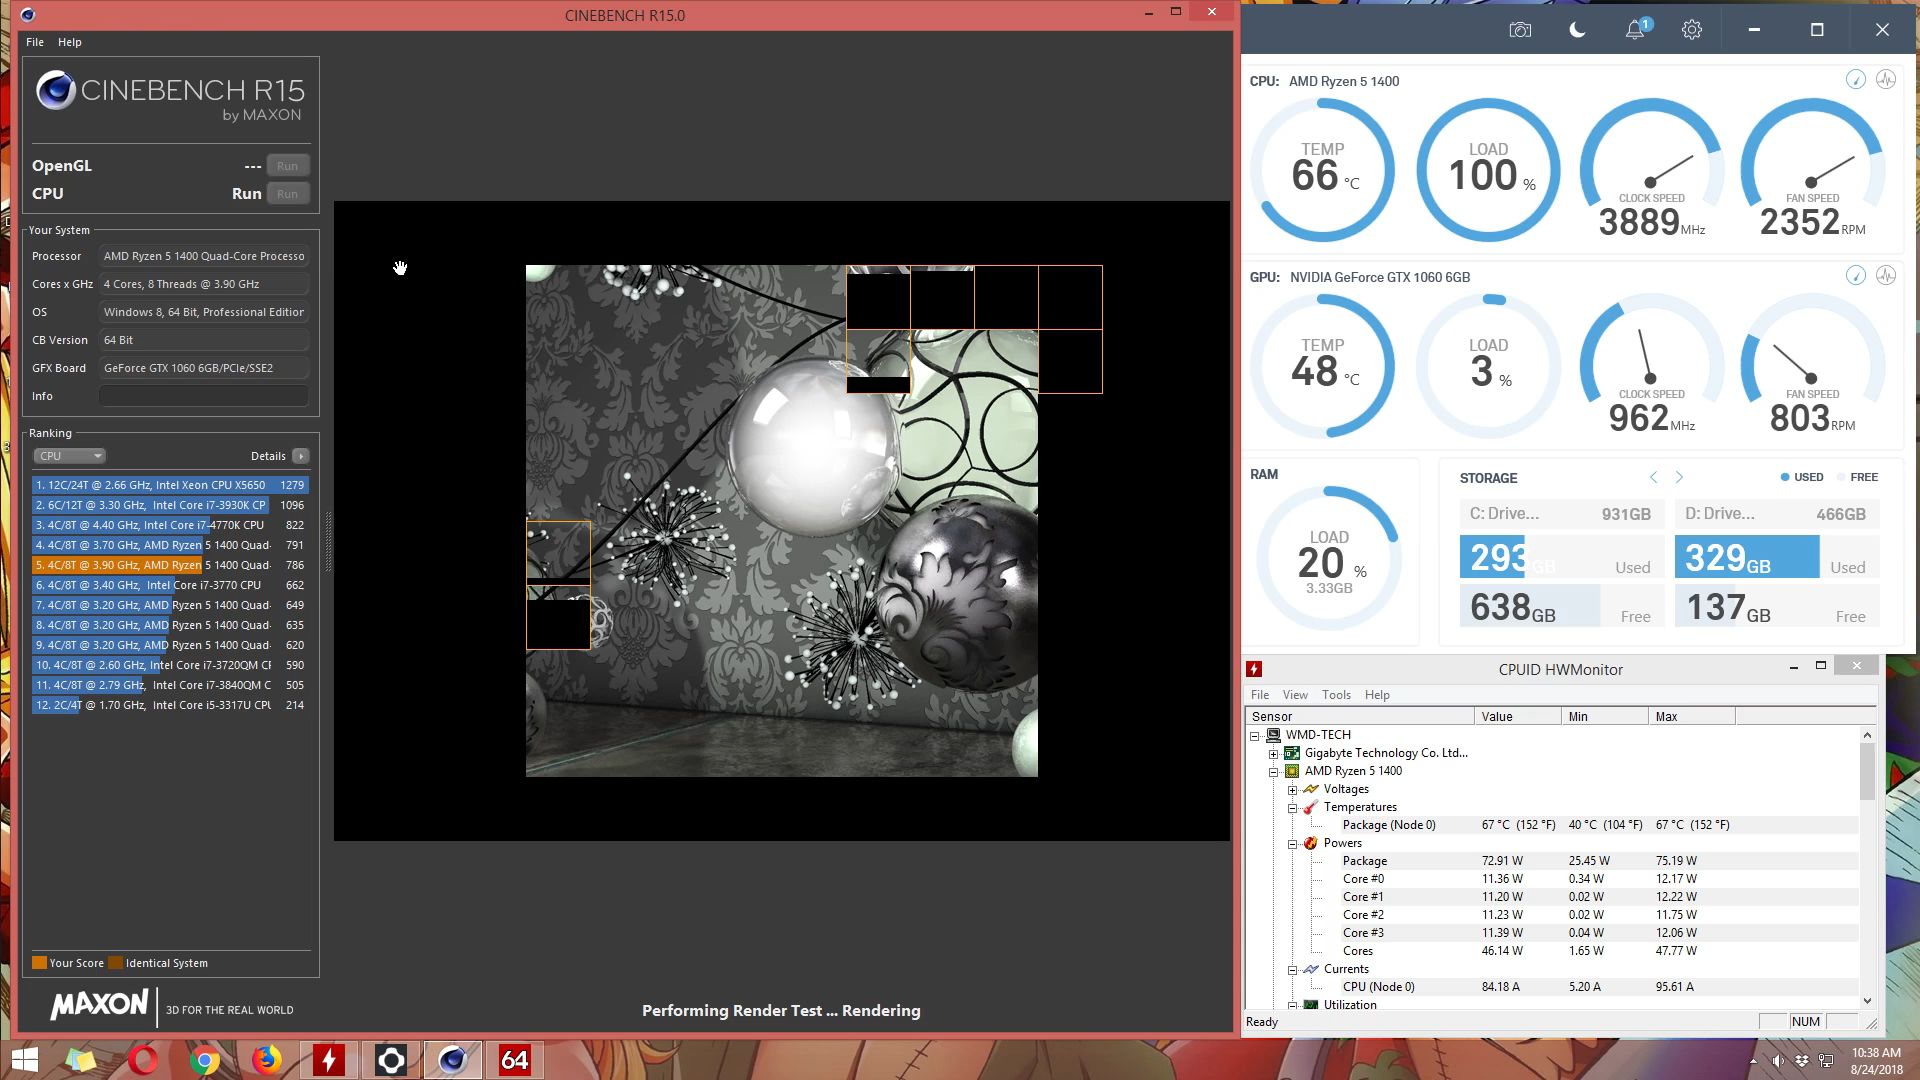 CINEBENCH R15.0
File Help
CINEBENCH R15
by MAXON
OpenGL --- Run
CPU Run Run
Your System
Processor AMD Ryzen 5 1400 Quad-Core Processo
Cores x GHz 4 Cores, 8 Threads @ 3.90 GHz
OS Windows 8, 64 Bit, Professional Edition
CB Version 64 Bit
GFX Board GeForce GTX 1060 6GB/PCIe/SSE2
Info
Ranking
CPU Details
1. 12C/24T @ 2.66 GHz, Intel Xeon CPU X5650 1279
2. 6C/12T @ 3.30 GHz, Intel Core i7-3930K CP 1096
3. 4C/8T @ 4.40 GHz, Intel Core i7-4770K CPU 822
4. 4C/8T @ 3.70 GHz, AMD Ryzen 5 1400 Quad- 791
5. 4C/8T @ 3.90 GHz, AMD Ryzen 5 1400 Quad- 786
6. 4C/8T @ 3.40 GHz, Intel Core i7-3770 CPU 662
7. 4C/8T @ 3.20 GHz, AMD Ryzen 5 1400 Quad- 649
8. 4C/8T @ 3.20 GHz, AMD Ryzen 5 1400 Quad- 635
9. 4C/8T @ 3.20 GHz, AMD Ryzen 5 1400 Quad- 620
10. 4C/8T @ 2.60 GHz, Intel Core i7-3720QM CF 590
11. 4C/8T @ 2.79 GHz, Intel Core i7-3840QM C 505
12. 2C/4T @ 1.70 GHz, Intel Core i5-3317U CPU 214
Your Score Identical System
MAXON 3D FOR THE REAL WORLD
Performing Render Test ... Rendering
1
CPU: AMD Ryzen 5 1400
TEMP 66 °C
LOAD 100 %
CLOCK SPEED 3889 MHz
FAN SPEED 2352 RPM
GPU: NVIDIA GeForce GTX 1060 6GB
TEMP 48 °C
LOAD 3 %
CLOCK SPEED 962 MHz
FAN SPEED 803 RPM
RAM
LOAD
20 %
3.33GB
STORAGE USED FREE
C: Drive... 931GB
293GB Used
638GB Free
D: Drive... 466GB
329GB Used
137GB Free
CPUID HWMonitor
File View Tools Help
Sensor Value Min Max
WMD-TECH
Gigabyte Technology Co. Ltd...
AMD Ryzen 5 1400
Voltages
Temperatures
Package (Node 0) 67 °C (152 °F) 40 °C (104 °F) 67 °C (152 °F)
Powers
Package 72.91 W 25.45 W 75.19 W
Core #0 11.36 W 0.34 W 12.17 W
Core #1 11.20 W 0.02 W 12.22 W
Core #2 11.23 W 0.02 W 11.75 W
Core #3 11.39 W 0.04 W 12.06 W
Cores 46.14 W 1.65 W 47.77 W
Currents
CPU (Node 0) 84.18 A 5.20 A 95.61 A
Utilization
Ready NUM
64
10:38 AM
8/24/2018